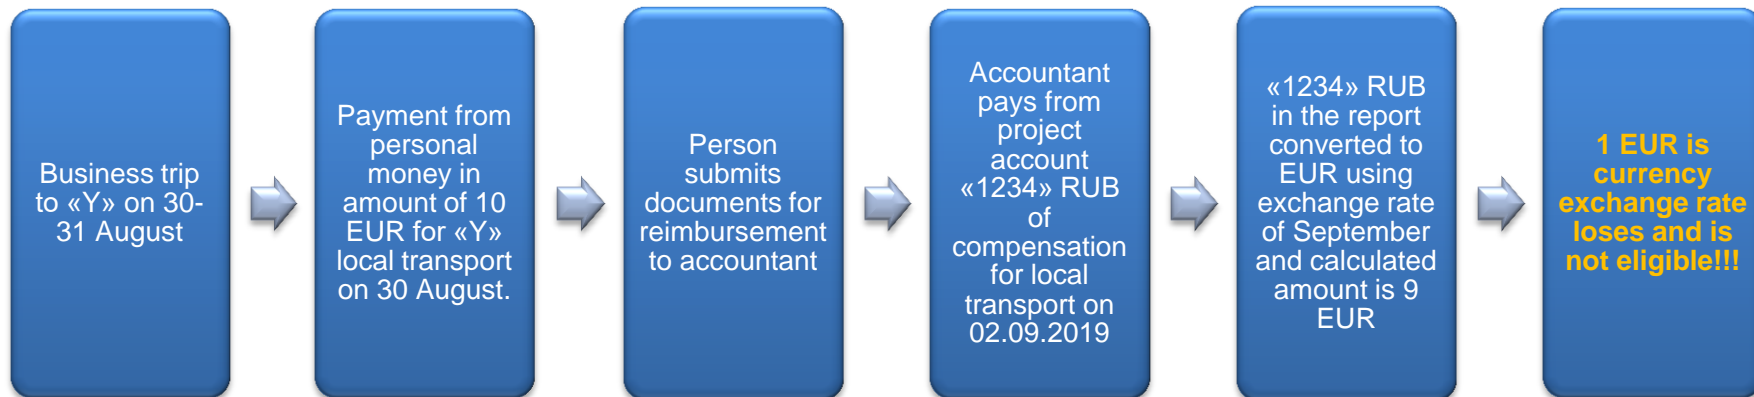 Business trip
to «Y» on 30-
31 August
Payment from
personal
money in
amount of 10
EUR for «Y»
local transport
on 30 August.
Person
submits
documents for
reimbursement
to accountant
Accountant
pays from
project
account
«1234» RUB
of
compensation
for local
transport on
02.09.2019
«1234» RUB
in the report
converted to
EUR using
exchange rate
of September
and calculated
amount is 9
EUR
1 EUR is
currency
exchange rate
loses and is
not eligible!!!